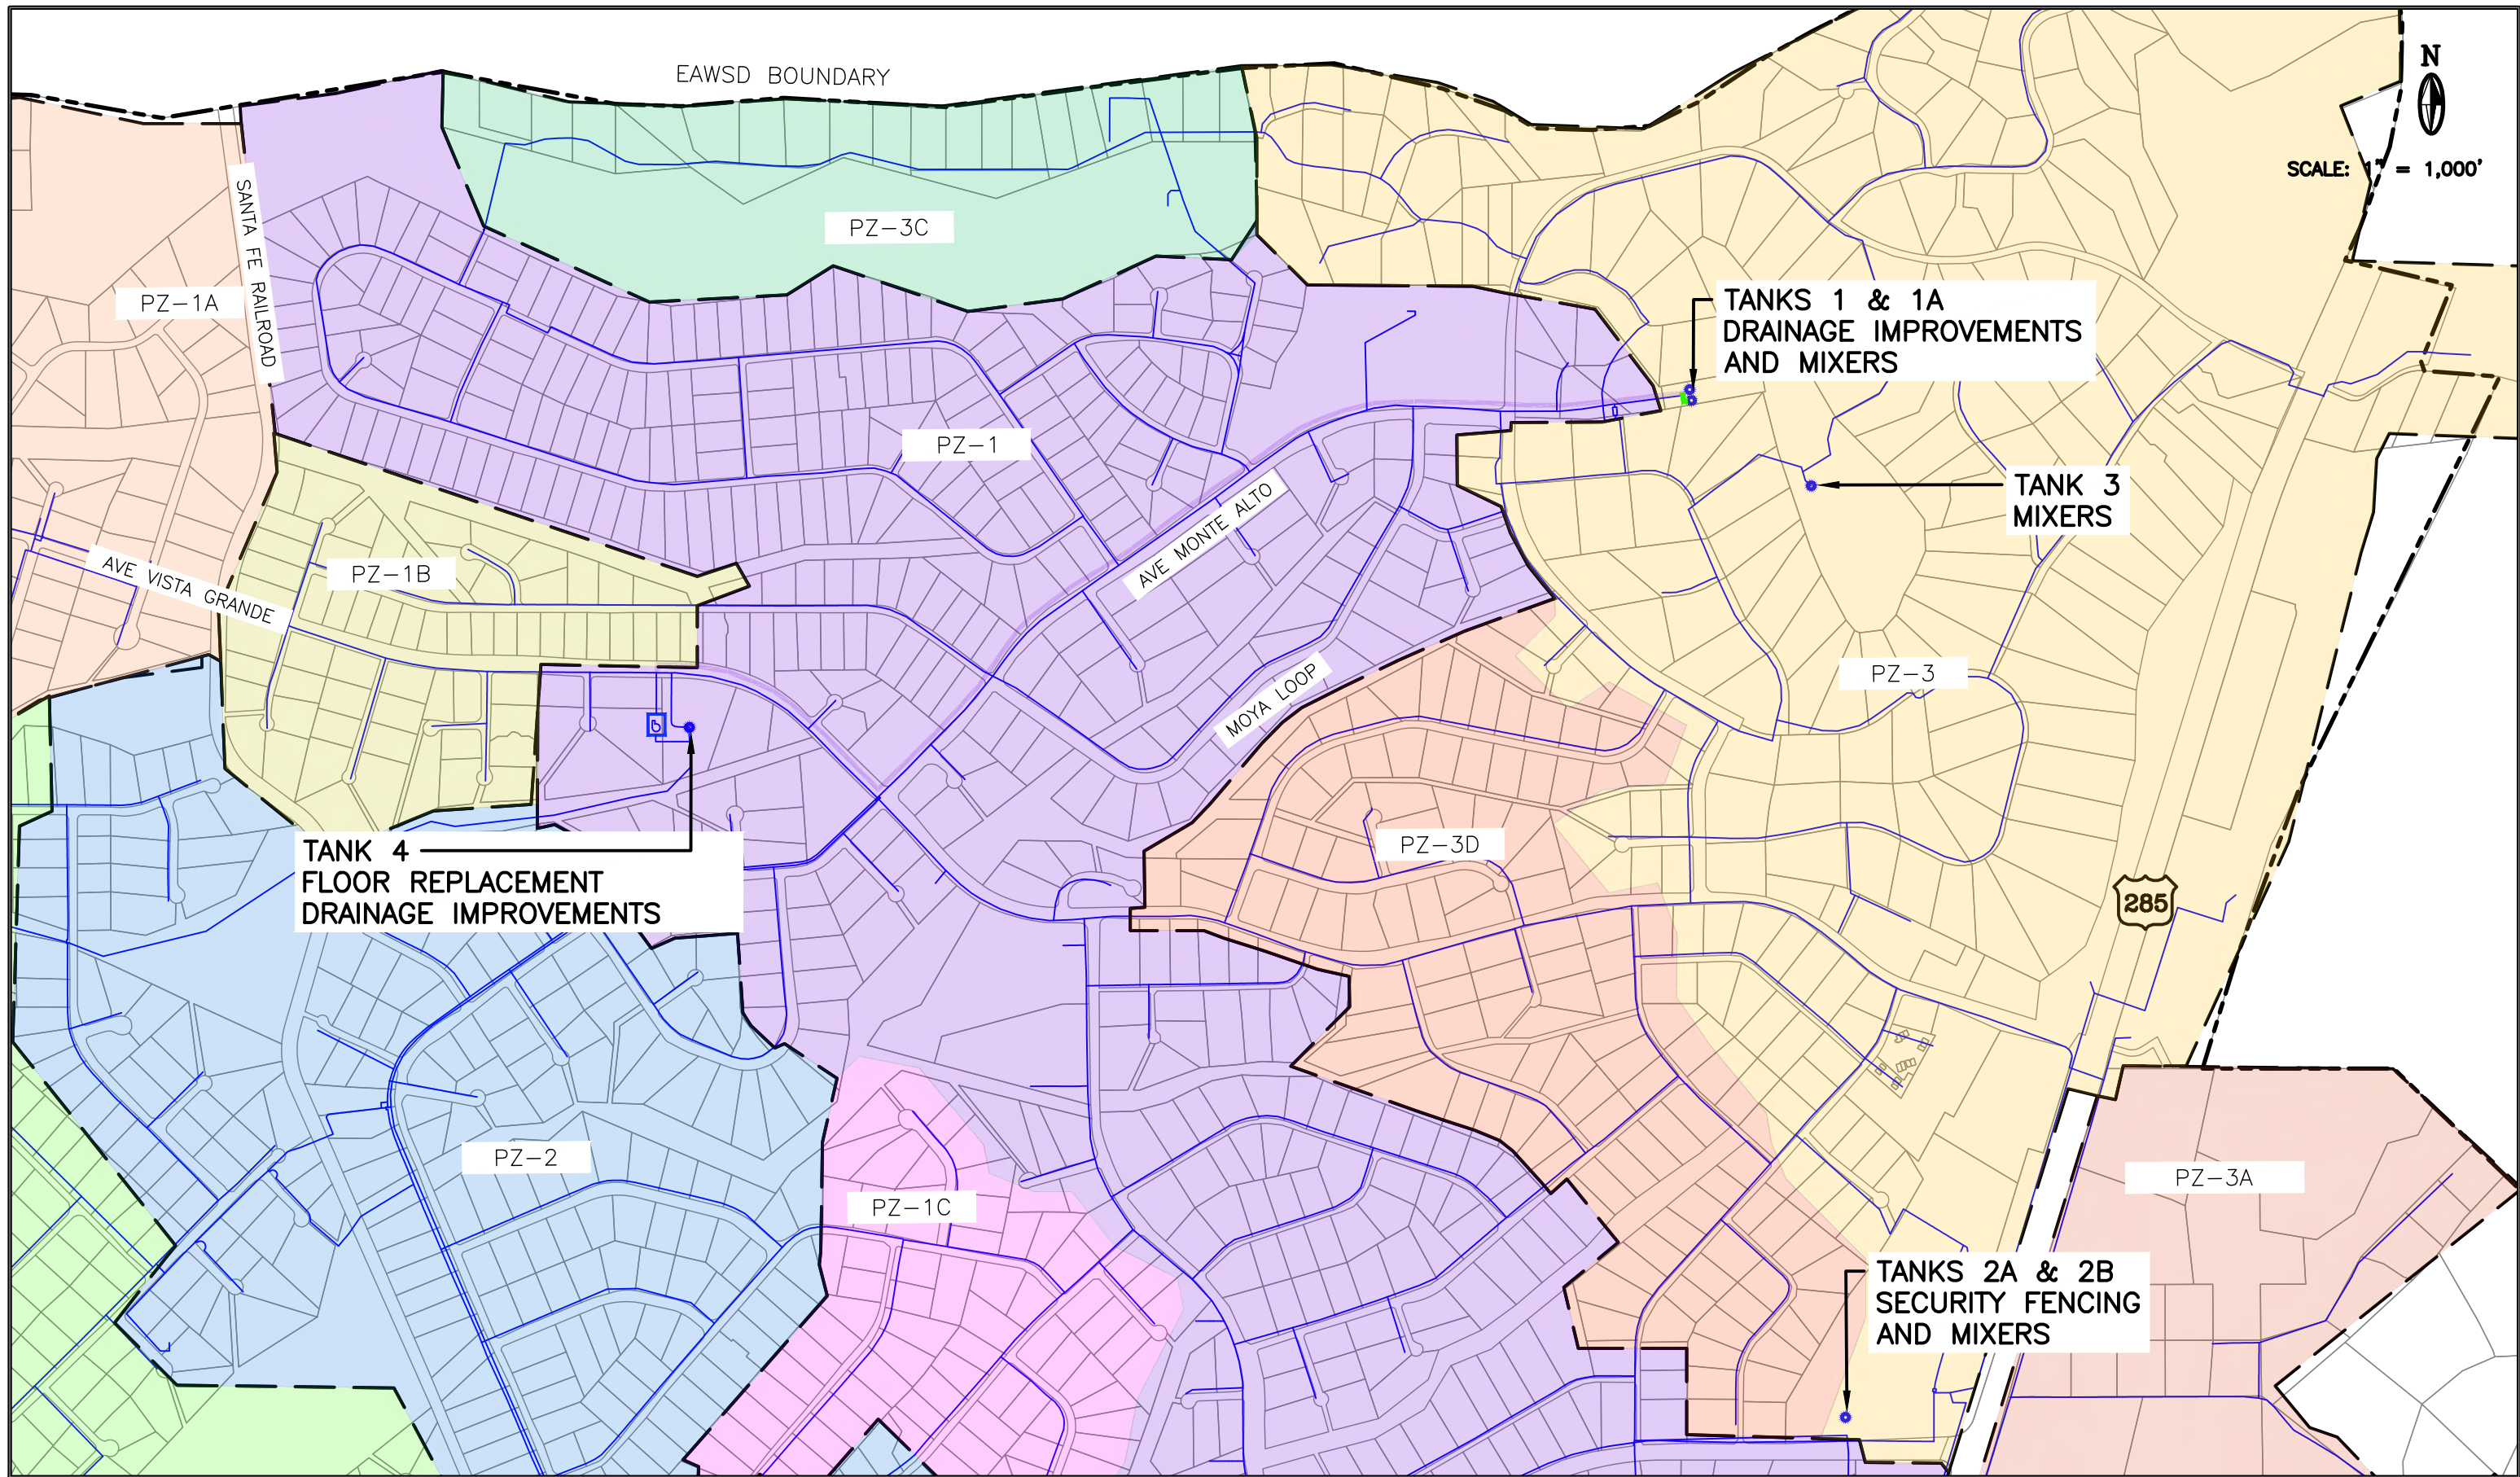 EAWSD BOUNDARY
N
SCALE: 1" = 1,000'
SANTA FE RAILROAD
PZ-3C
PZ-1A
TANKS 1 & 1A
DRAINAGE IMPROVEMENTS
AND MIXERS
PZ-1
TANK 3
MIXERS
AVE MONTE ALTO
PZ-1B
AVE VISTA GRANDE
PZ-3
MOYA LOOP
TANK 4
FLOOR REPLACEMENT
DRAINAGE IMPROVEMENTS
PZ-3D
285
PZ-2
PZ-1C
PZ-3A
TANKS 2A & 2B
SECURITY FENCING
AND MIXERS